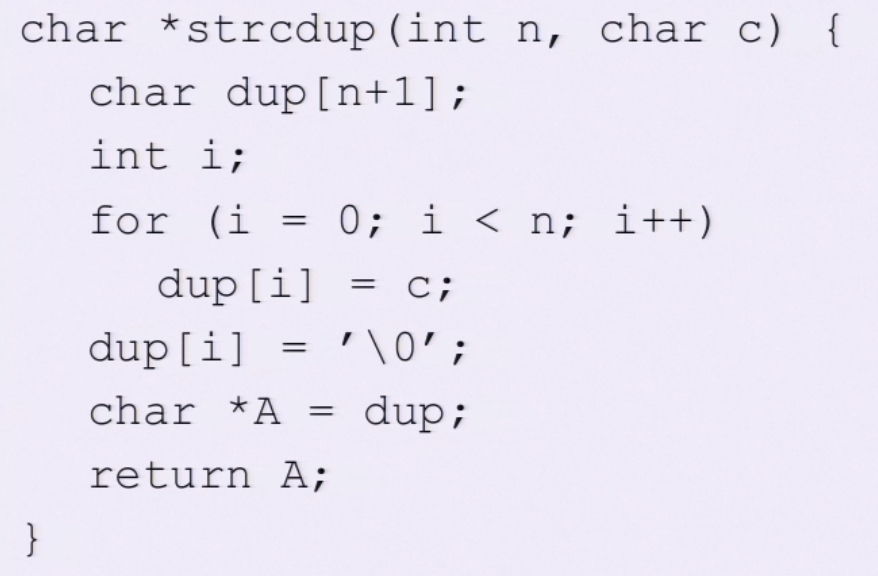 char *strcdup(int n, char c) {
   char dup[n+1];
   int i;
   for (i = 0; i < n; i++)
      dup[i] = c;
   dup[i] = ’\0’;
   char *A = dup;
   return A;
}